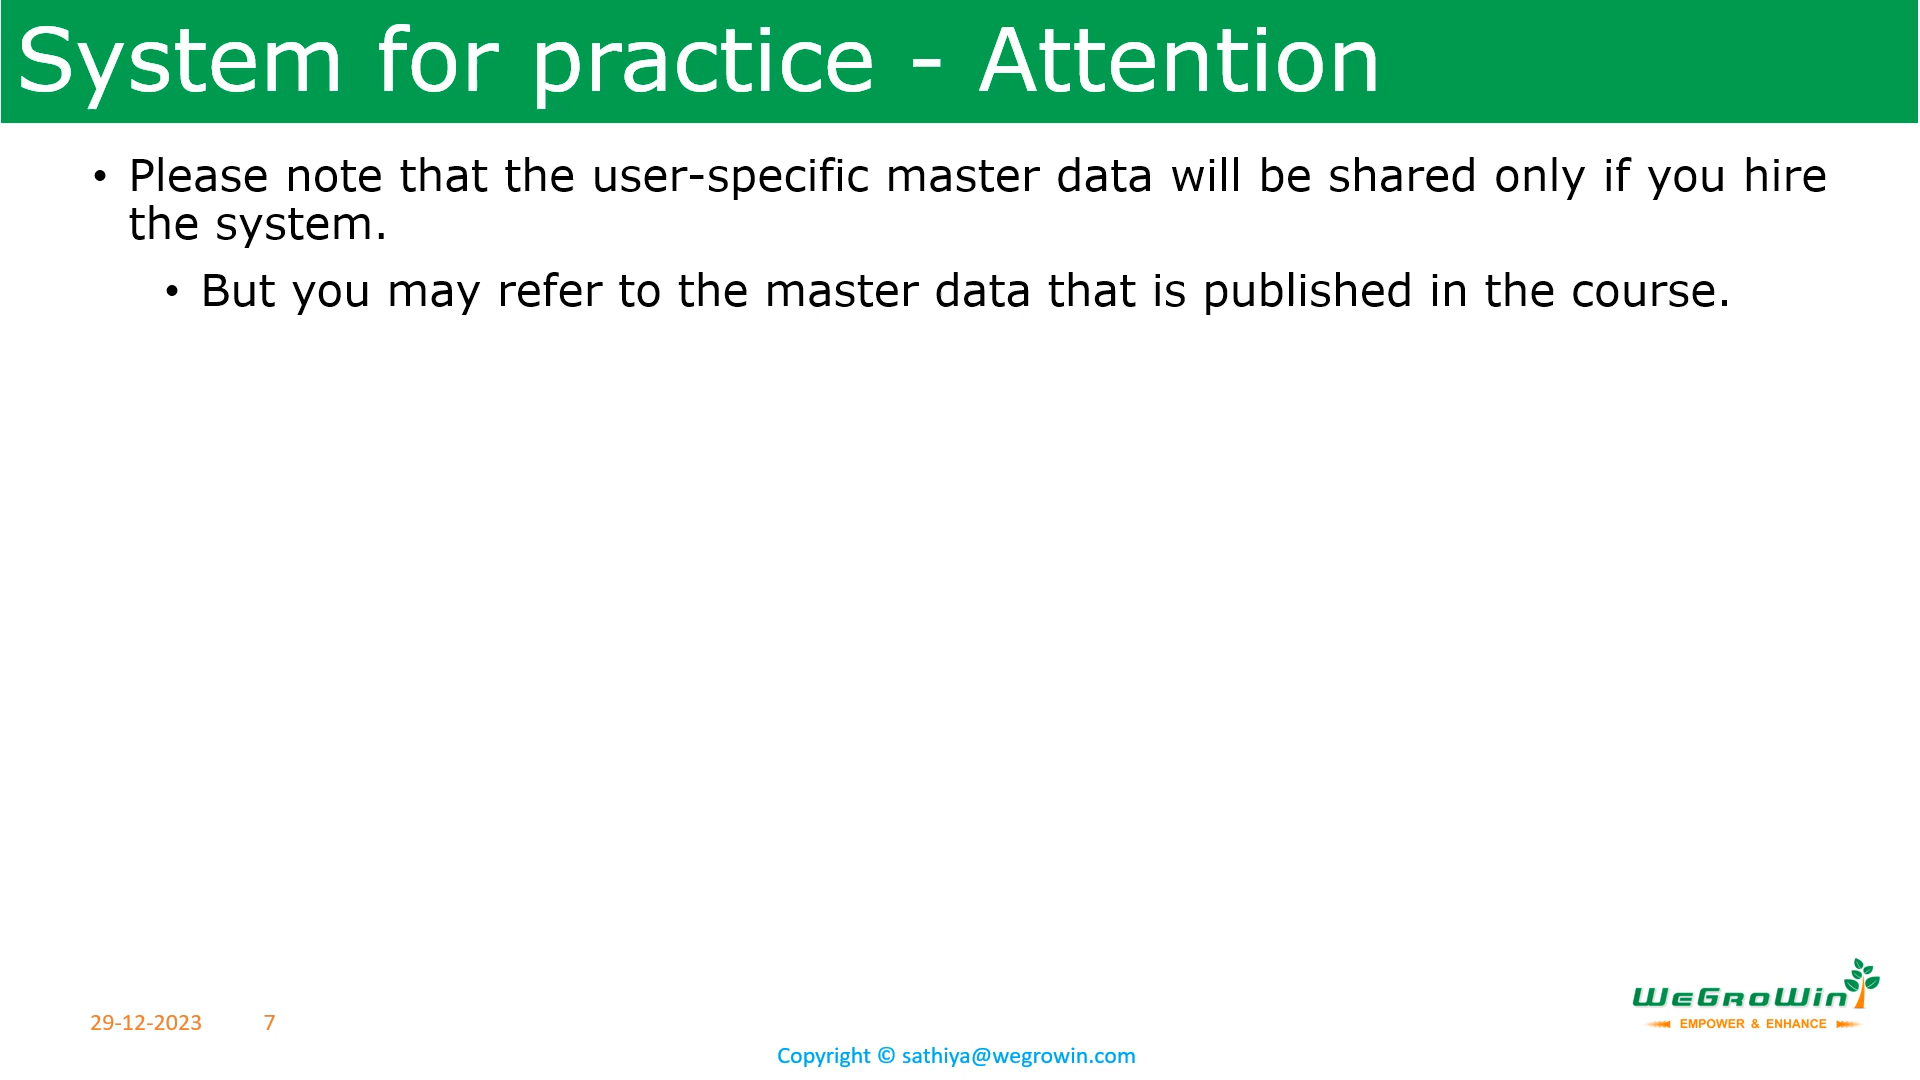 System for practice - Attention
• Please note that the user-specific master data will be shared only if you hire
the system.
• But you may refer to the master data that is published in the course.
WeGroWin
EMPOWER & ENHANCE
29-12-2023 7
Copyright © sathiya@wegrowin.com